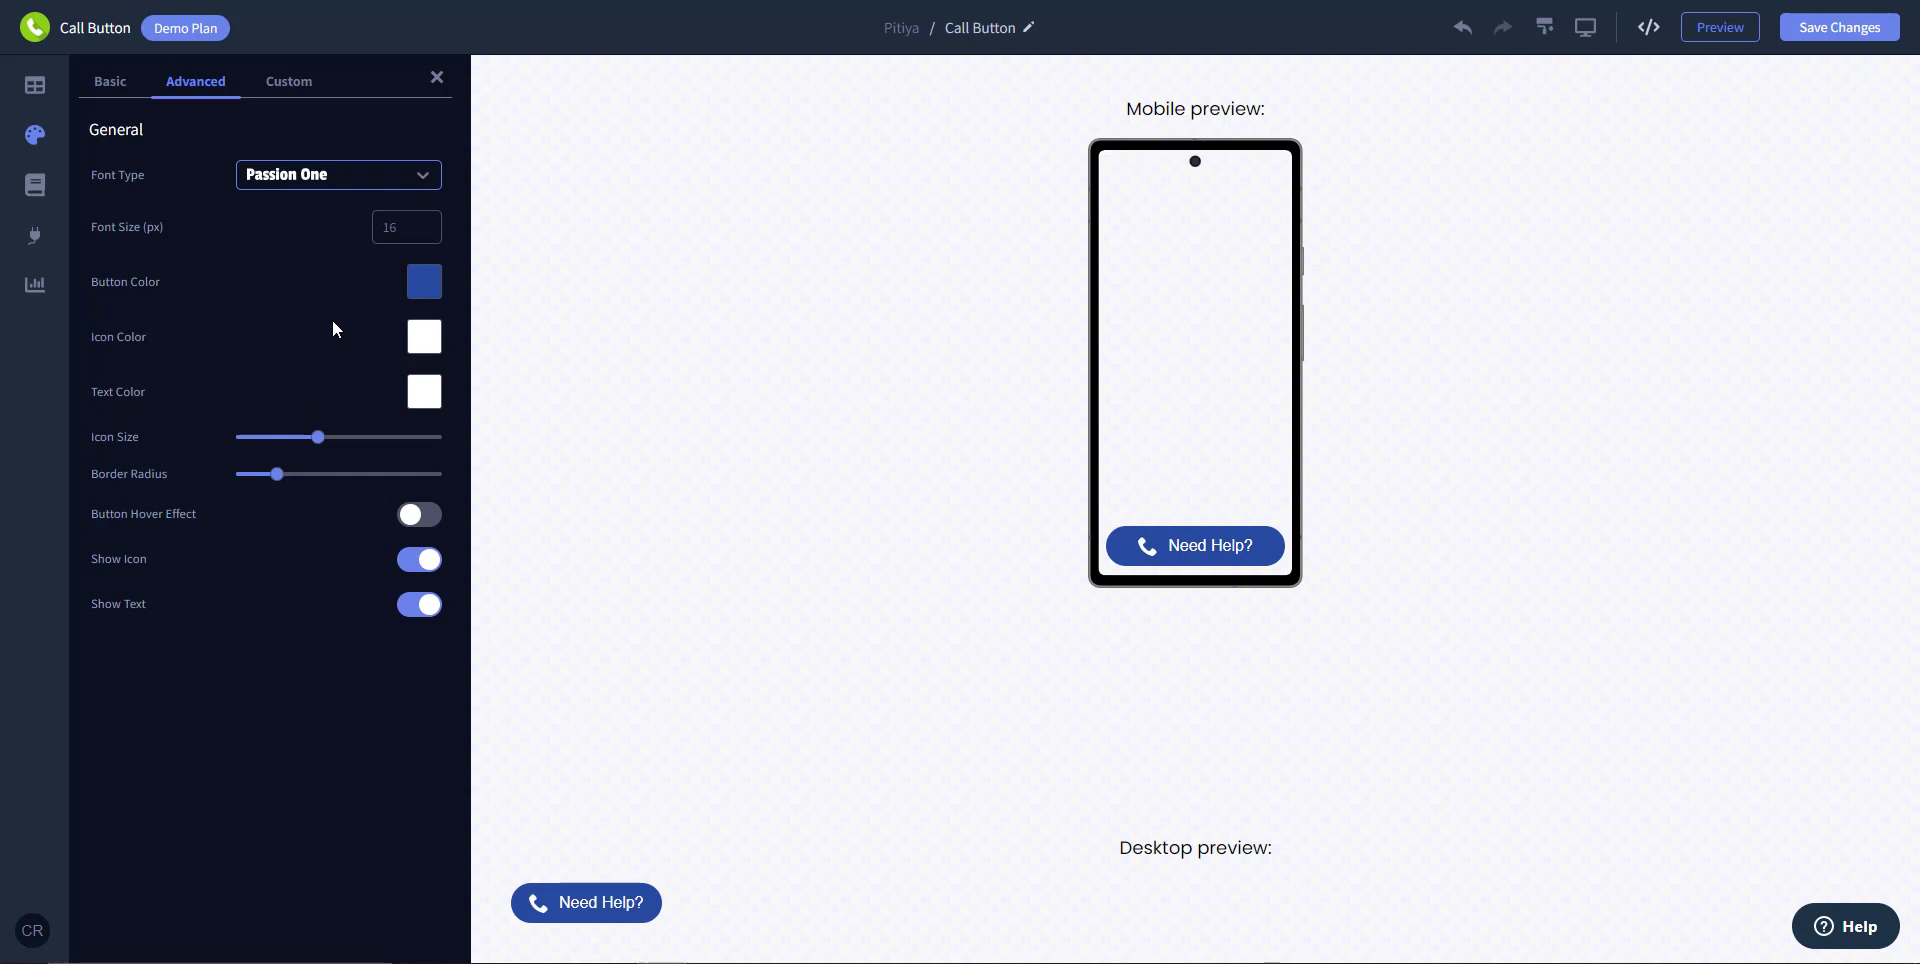 Call Button Demo Plan Pitiya / Call Button </> Preview Save Changes
Basic Advanced Custom
General
Font Type Passion One
Font Size (px) 16
Button Color
Icon Color
Text Color
Icon Size
Border Radius
Button Hover Effect
Show Icon
Show Text
CR
Mobile preview:
Need Help?
Desktop preview:
Need Help?
? Help